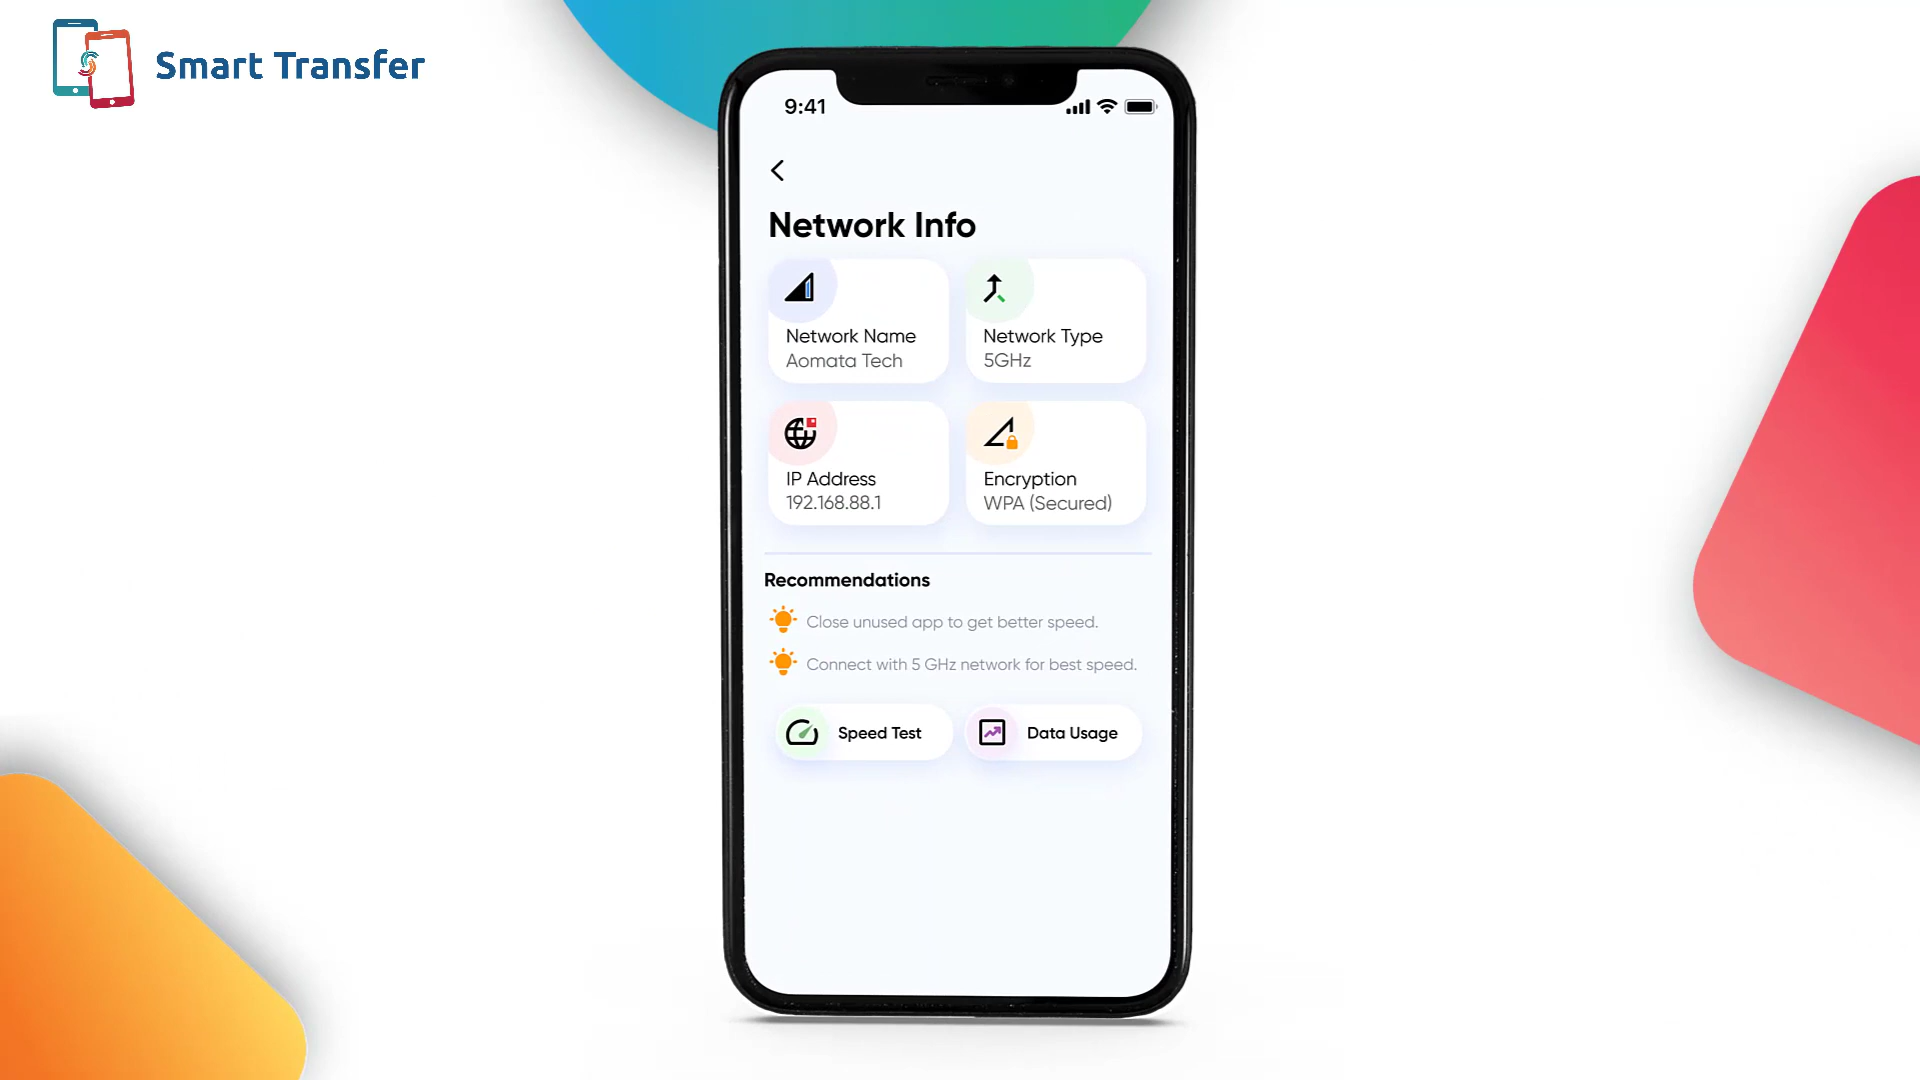 Smart Transfer
9:41
Network Info
Network Name
Aomata Tech
Network Type
5GHz
IP Address
192.168.88.1
Encryption
WPA (Secured)
Recommendations
Close unused app to get better speed.
Connect with 5 GHz network for best speed.
Speed Test
Data Usage